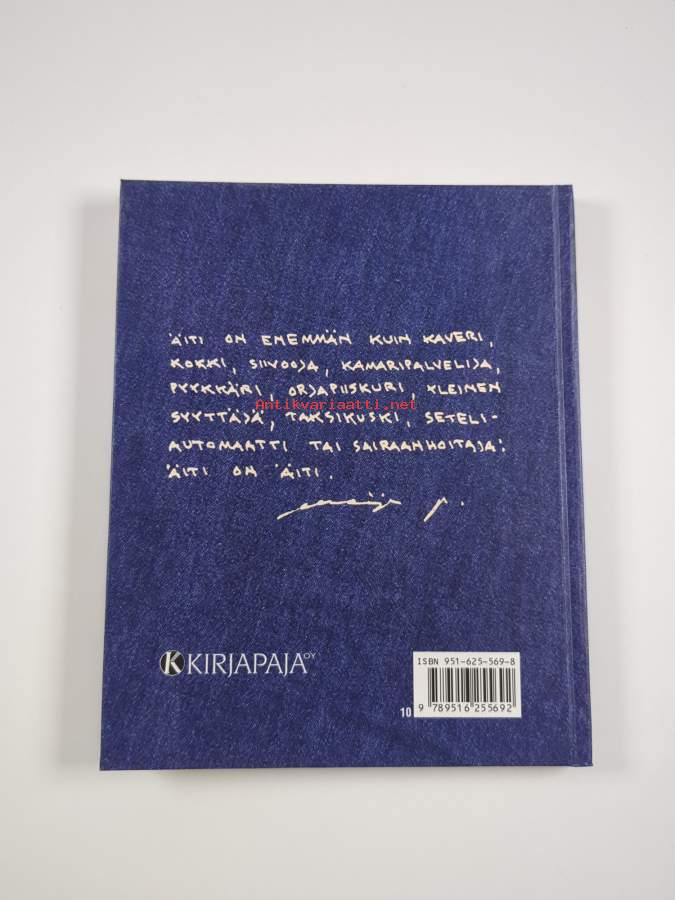 ÄITI ON ENEMMÄN KUIN KAVERI,
KOKKI, SIIVOOJA, KAMARIPALVELIJA,
PYYKKÄRI, ORJAPIISKURI, YLEINEN
Antikvariaatti.net
SYYTTÄJÄ, TAKSIKUSKI, SETELI-
AUTOMAATTI TAI SAIRAANHOITAJA:
ÄITI ON ÄITI.
K KIRJAPAJA OY
ISBN 951-625-569-8
10
9 789516 255692